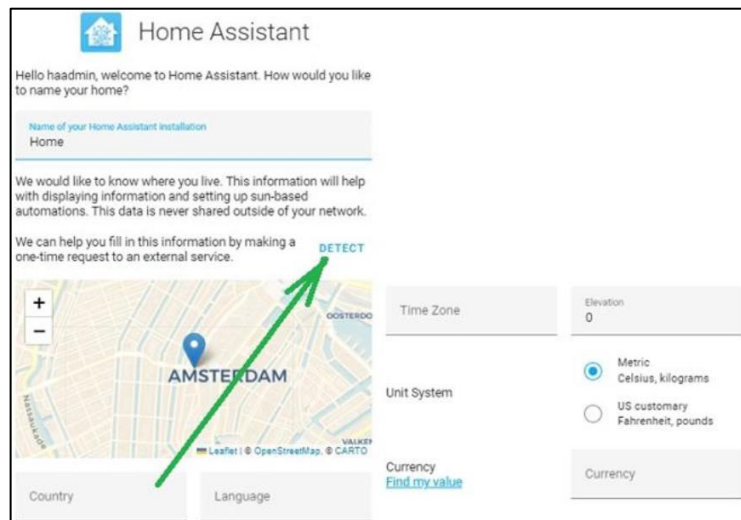 Home Assistant
Hello haadmin, welcome to Home Assistant. How would you like
to name your home?
Name of your Home Assistant installation
Home
We would like to know where you live. This information will help
with displaying information and setting up sun-based
automations. This data is never shared outside of your network.
We can help you fill in this information by making a
one-time request to an external service.
DETECT
+
−
OOSTERDO
AMSTERDAM
Nassaukade
VALKEN
Leaflet | © OpenStreetMap, © CARTO
Country
Language
Time Zone
Elevation
0
Unit System
Metric
Celsius, kilograms
US customary
Fahrenheit, pounds
Currency
Find my value
Currency